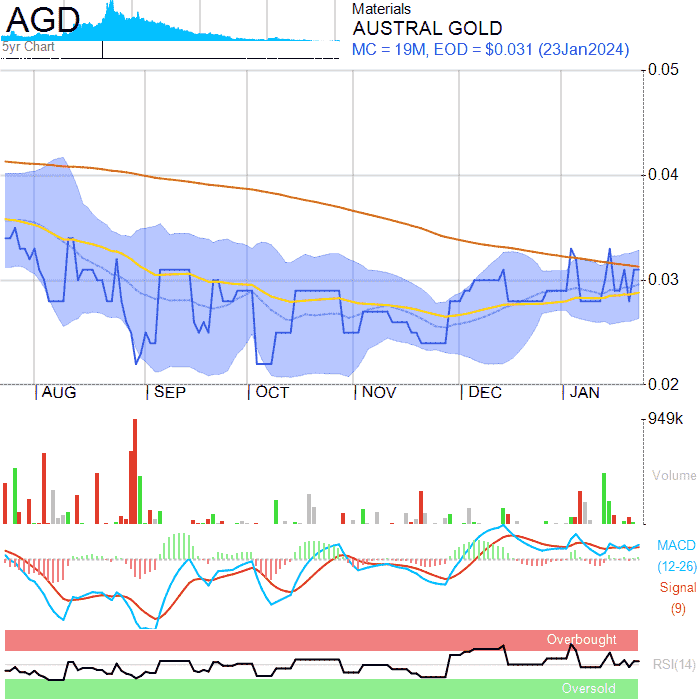 AGD
Materials
AUSTRAL GOLD
MC = 19M, EOD = $0.031 (23Jan2024)
5yr Chart
0.05
0.04
0.03
0.02
AUG SEP OCT NOV DEC JAN
949k
Volume
MACD
(12-26)
Signal
(9)
Overbought
RSI(14)
Oversold